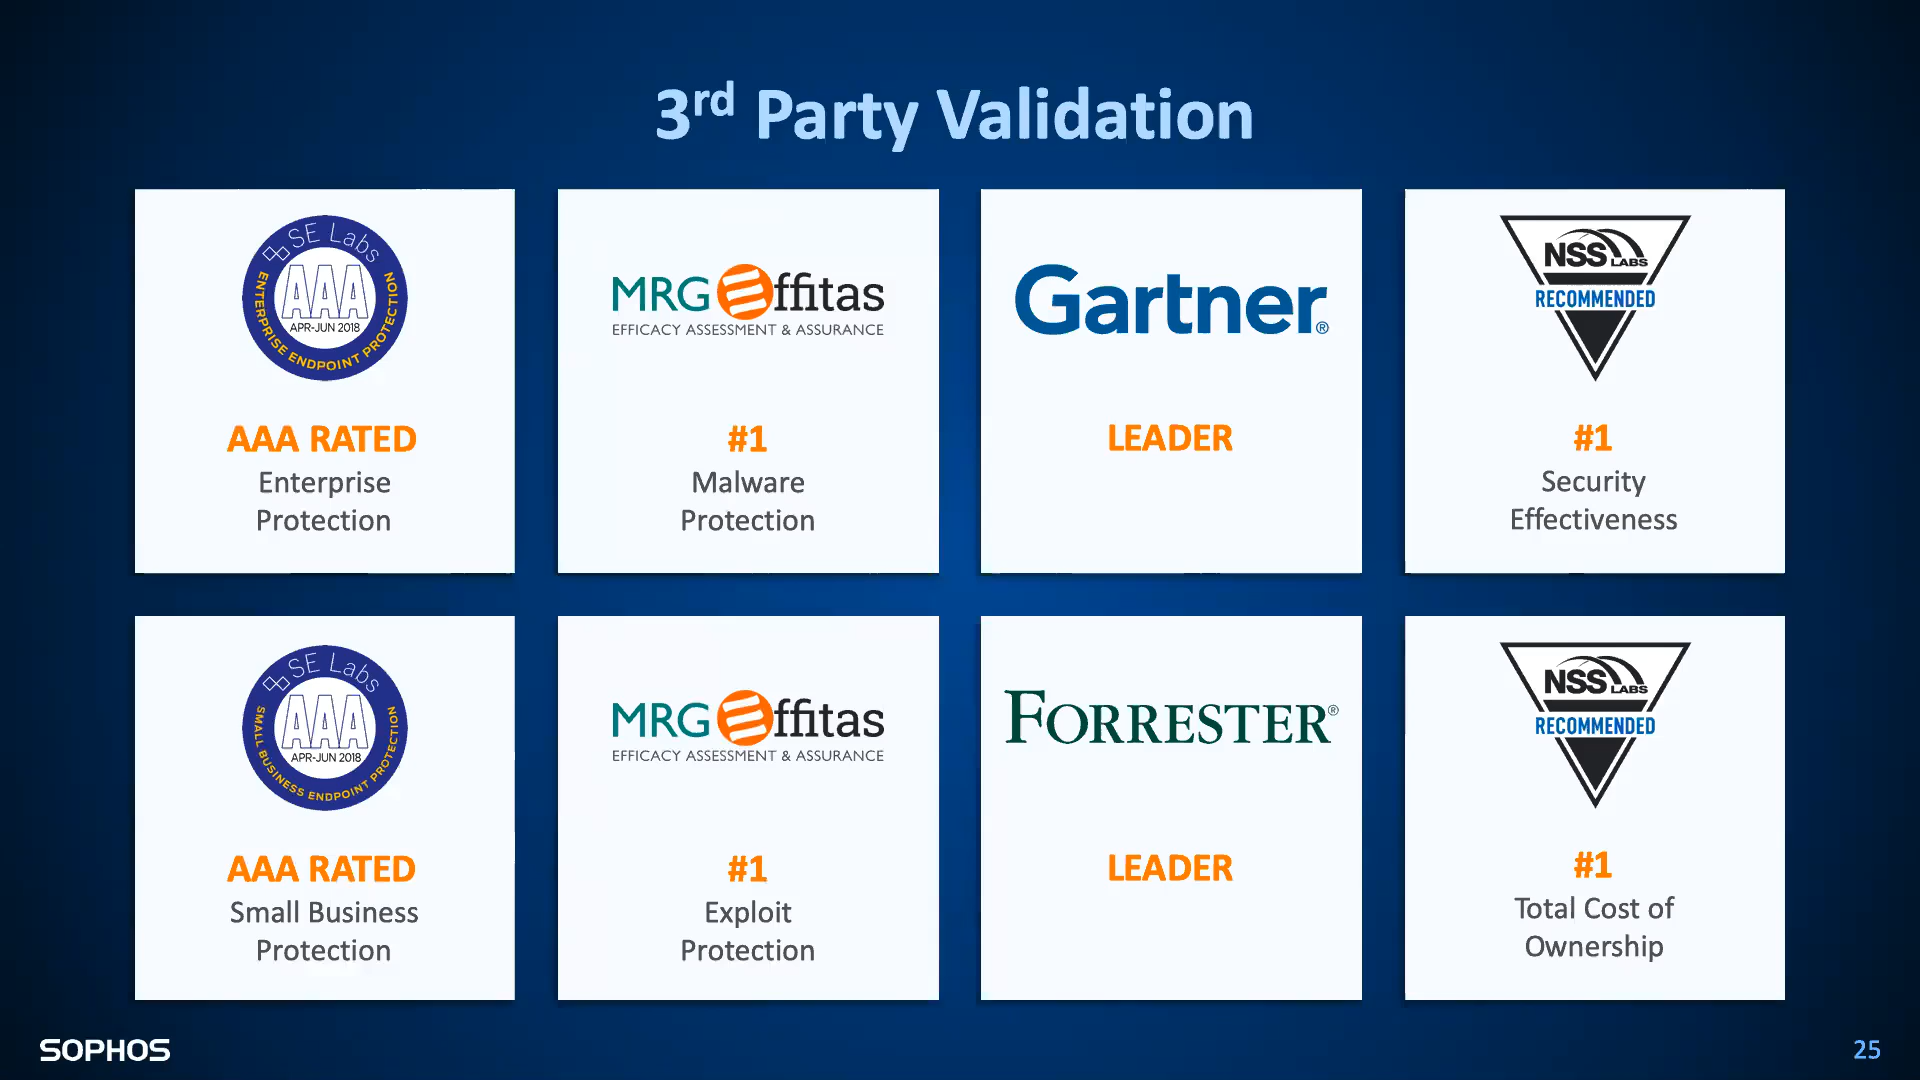 3rd Party Validation
SE Labs
AAA
APR-JUN 2018
ENTERPRISE ENDPOINT PROTECTION
AAA RATED
Enterprise
Protection
MRG Effitas
EFFICACY ASSESSMENT & ASSURANCE
#1
Malware
Protection
Gartner®
LEADER
NSS LABS
RECOMMENDED
#1
Security
Effectiveness
SE Labs
AAA
APR-JUN 2018
SMALL BUSINESS ENDPOINT PROTECTION
AAA RATED
Small Business
Protection
MRG Effitas
EFFICACY ASSESSMENT & ASSURANCE
#1
Exploit
Protection
FORRESTER®
LEADER
NSS LABS
RECOMMENDED
#1
Total Cost of
Ownership
SOPHOS
25